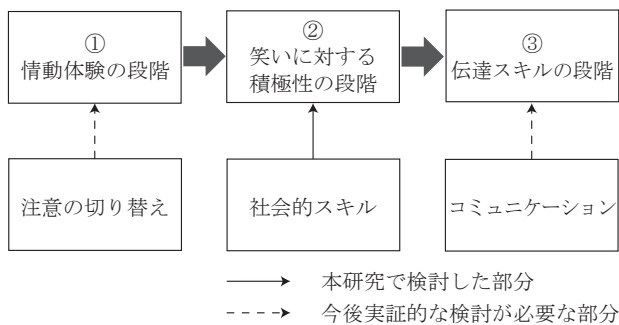 ①
情動体験の段階
②
笑いに対する
積極性の段階
③
伝達スキルの段階
注意の切り替え
社会的スキル
コミュニケーション
本研究で検討した部分
今後実証的な検討が必要な部分